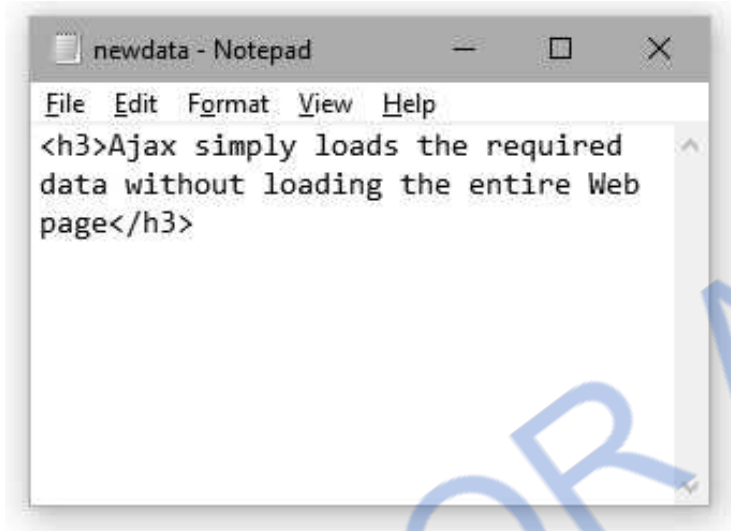 newdata - Notepad
File Edit Format View Help
<h3>Ajax simply loads the required
data without loading the entire Web
page</h3>
OR